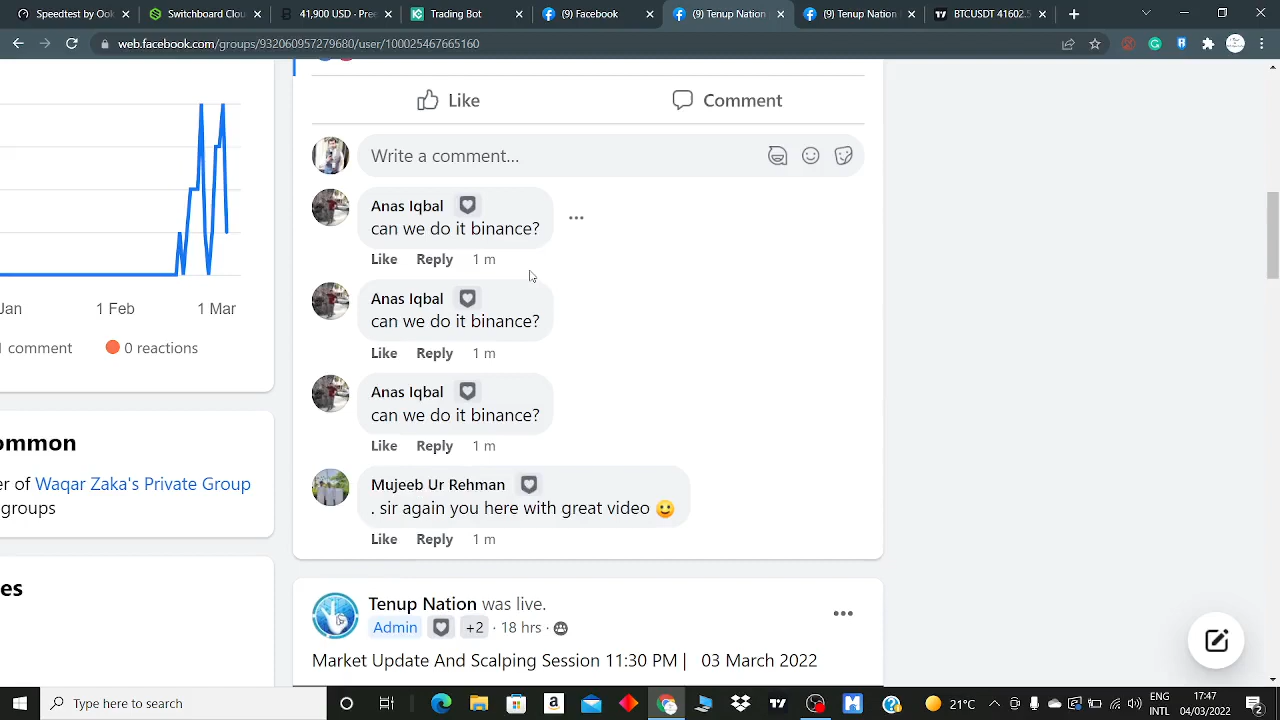 Speedtest by Ook
Switchboard Clus
41,900 USD · Pre
Trading Bot
(9) Facebook
(9) Tenup Nation
(9) Tenup Nation
BTCUSDT 41602.5
web.facebook.com/groups/932060957279680/user/100025467665160
Like
Comment
Write a comment...
Anas Iqbal
can we do it binance?
Like Reply 1 m
Anas Iqbal
can we do it binance?
Like Reply 1 m
Anas Iqbal
can we do it binance?
Like Reply 1 m
Mujeeb Ur Rehman
. sir again you here with great video 😉
Like Reply 1 m
Jan 1 Feb 1 Mar
comment 0 reactions
ommon
er of Waqar Zaka's Private Group
groups
es
Tenup Nation was live.
Admin +2 · 18 hrs ·
Market Update And Scalping Session 11:30 PM | 03 March 2022
Type here to search
21°C
ENG
INTL
17:47
04/03/2022
2